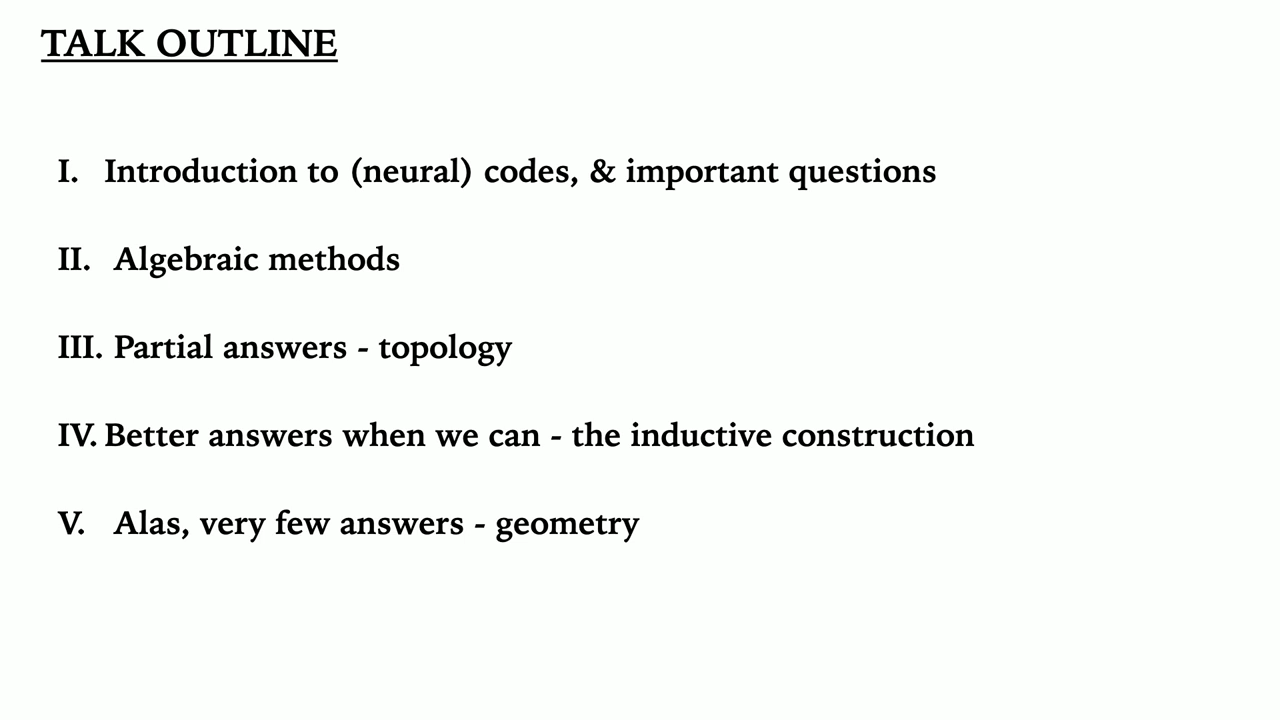 TALK OUTLINE
I. Introduction to (neural) codes, & important questions
II. Algebraic methods
III. Partial answers - topology
IV. Better answers when we can - the inductive construction
V. Alas, very few answers - geometry